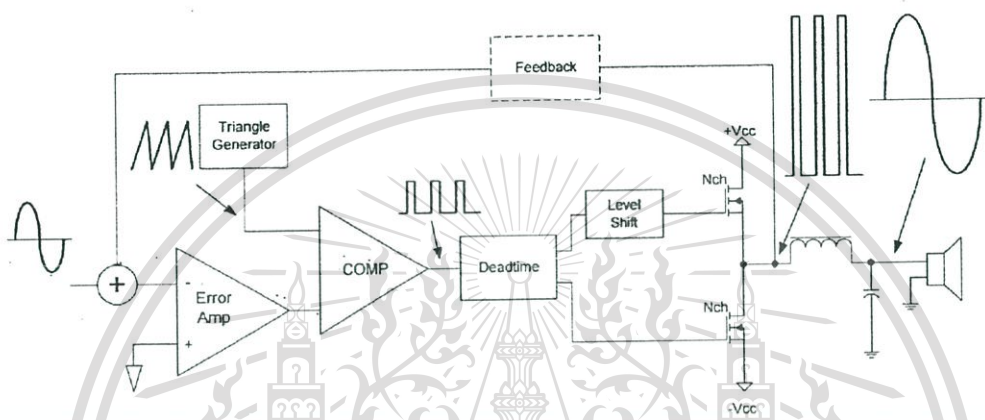 Feedback
Triangle
Generator
+Vcc
Nch
Level
Shift
COMP
Deadtime
+
-
Error
Amp
+
Nch
-Vcc